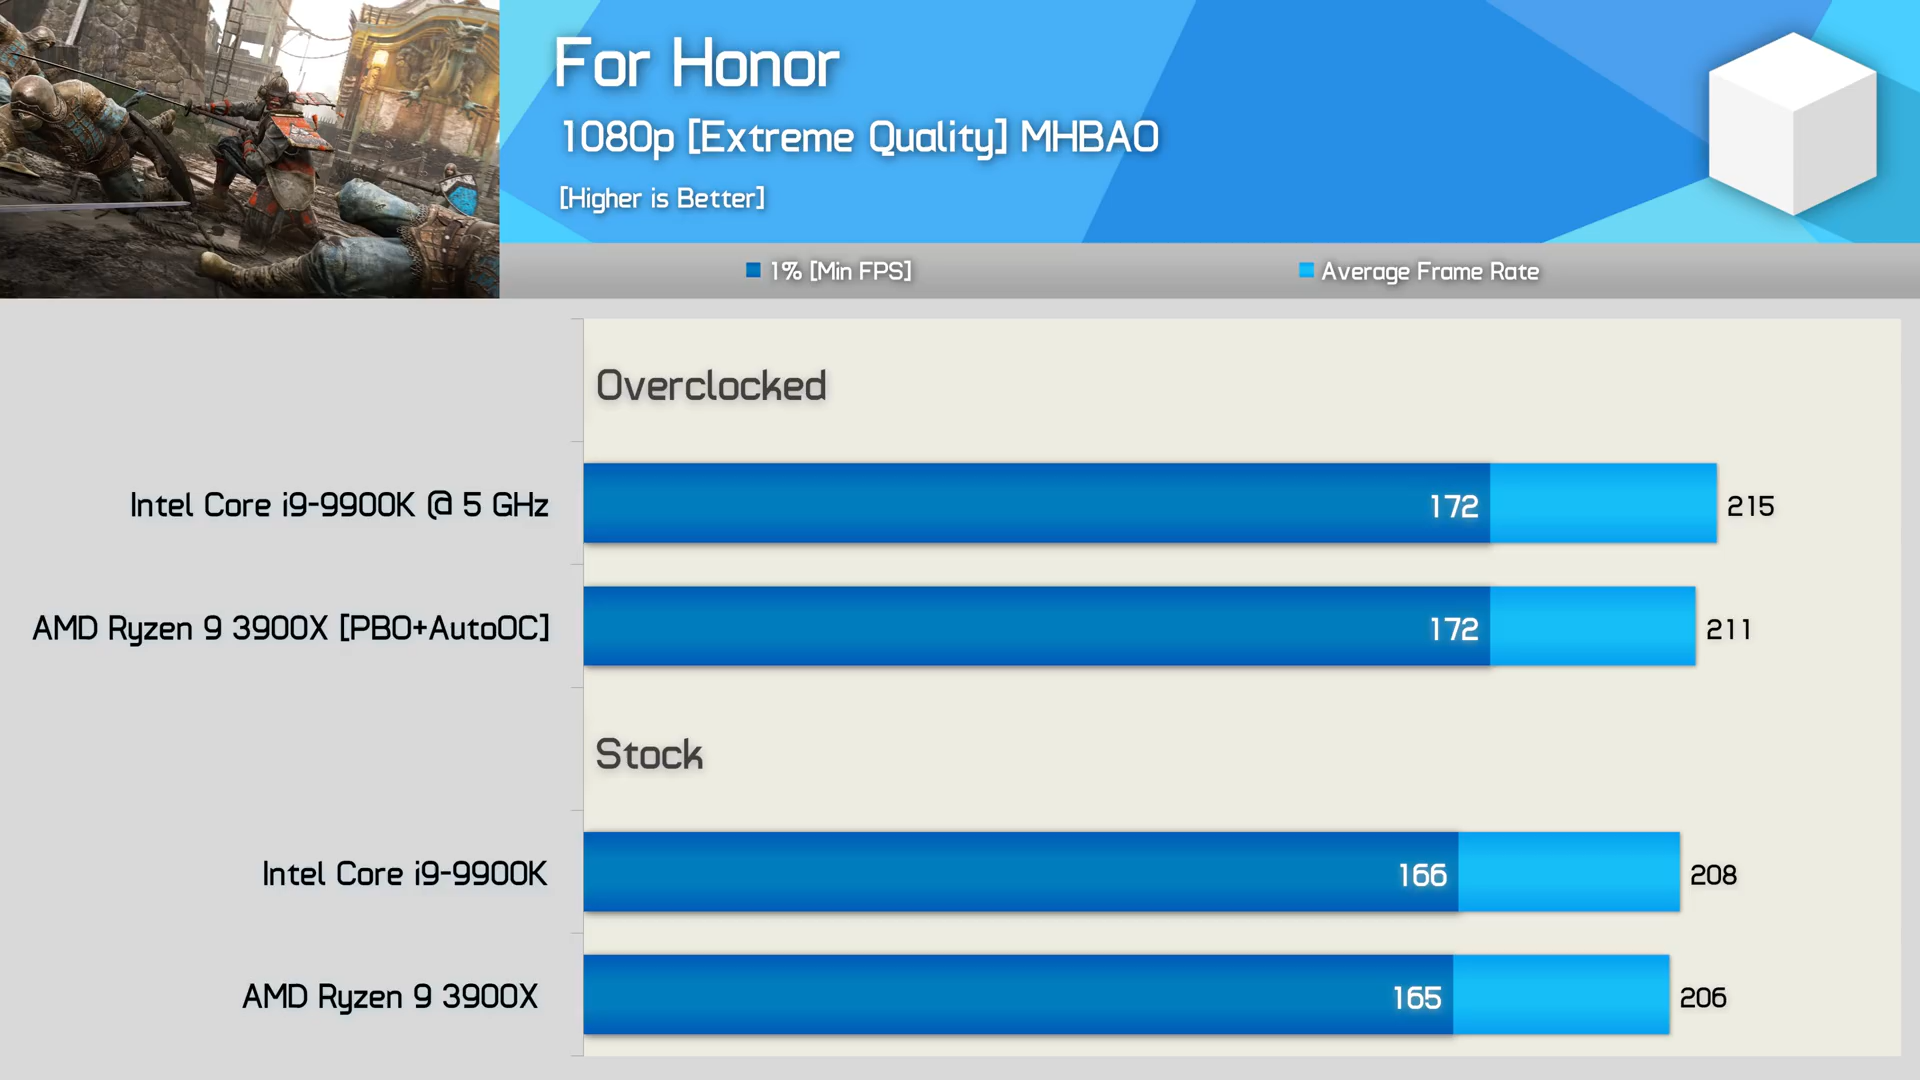 For Honor
1080p [Extreme Quality] MHBAO
[Higher is Better]
1% [Min FPS]
Average Frame Rate
Overclocked
Intel Core i9-9900K @ 5 GHz
172
215
AMD Ryzen 9 3900X [PBO+AutoOC]
172
211
Stock
Intel Core i9-9900K
166
208
AMD Ryzen 9 3900X
165
206